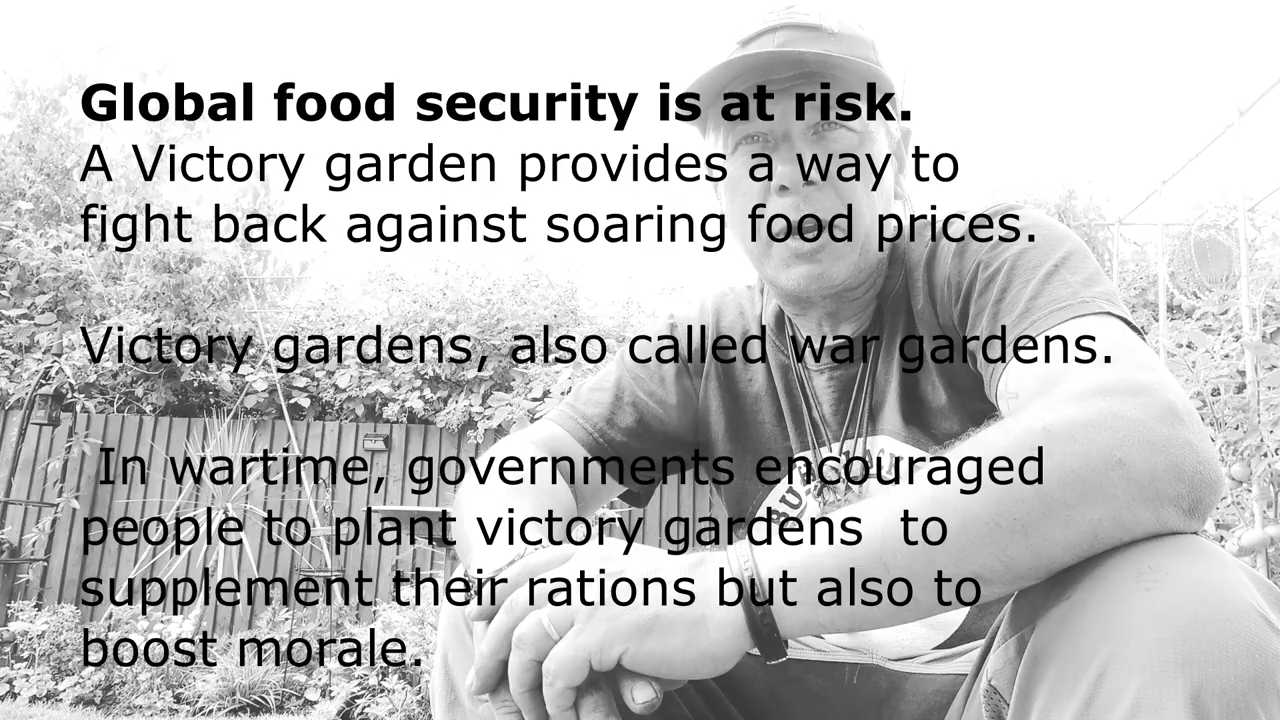 Global food security is at risk.
A Victory garden provides a way to
fight back against soaring food prices.
Victory gardens, also called war gardens.
In wartime, governments encouraged
people to plant victory gardens  to
supplement their rations but also to
boost morale.